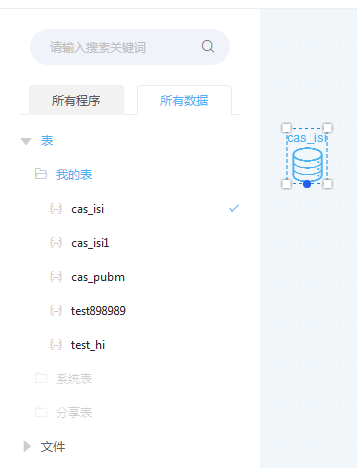 请输入搜索关键词
所有程序
所有数据
表
我的表
cas_isi
cas_isi1
cas_pubm
test898989
test_hi
系统表
分享表
文件
cas_isi